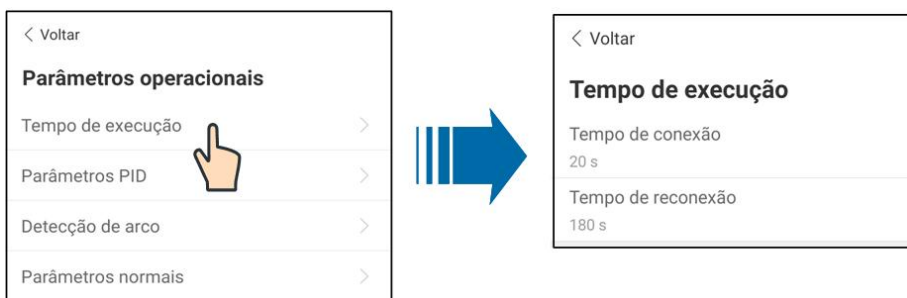 < Voltar
Parâmetros operacionais
Tempo de execução
Parâmetros PID
Detecção de arco
Parâmetros normais
< Voltar
Tempo de execução
Tempo de conexão
20 s
Tempo de reconexão
180 s